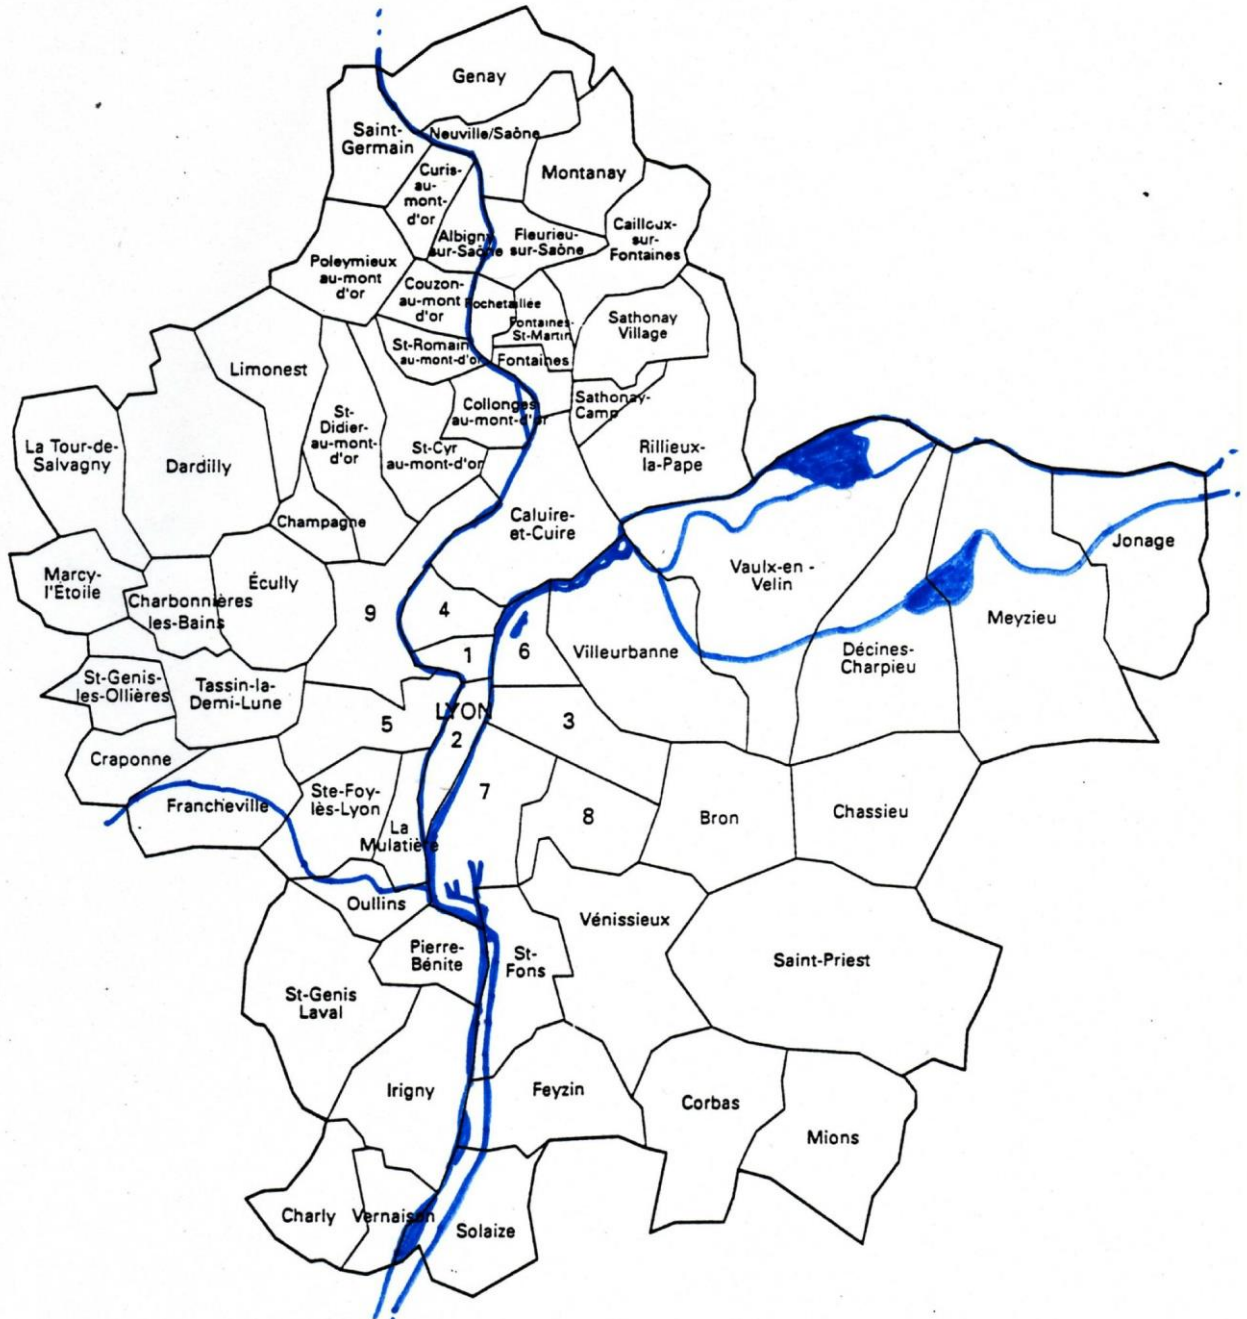 Genay
Saint-
Germain
Neuville/Saône
Curis-
au-
mont-
d'or
Montanay
Albigny
sur-Saône
Fleurieu-
sur-Saône
Cailloux-
sur-
Fontaines
Poleymieux
au-mont
d'or
Couzon-
au-mont
d'or
Rochetaillée
Fontaines-
St-Martin
Sathonay
Village
St-Romain
au-mont-d'or
Fontaines
Limonest
Collonges
au-mont-d'or
Sathonay-
Camp
La Tour-de-
Salvagny
Dardilly
St-
Didier-
au-mont-
d'or
St-Cyr
au-mont-d'or
Rillieux-
la-Pape
Champagne
Caluire-
et-Cuire
Jonage
Marcy-
l'Étoile
Charbonnières
les-Bains
Écully
9
4
Vaulx-en-
Velin
Meyzieu
1
6
Villeurbanne
Décines-
Charpieu
St-Genis-
les-Ollières
Tassin-la-
Demi-Lune
5
LYON
2
3
Craponne
Francheville
Ste-Foy-
lès-Lyon
La
Mulatière
7
8
Bron
Chassieu
Oullins
Vénissieux
Pierre-
Bénite
St-
Fons
Saint-Priest
St-Genis
Laval
Irigny
Feyzin
Corbas
Mions
Charly
Vernaison
Solaize